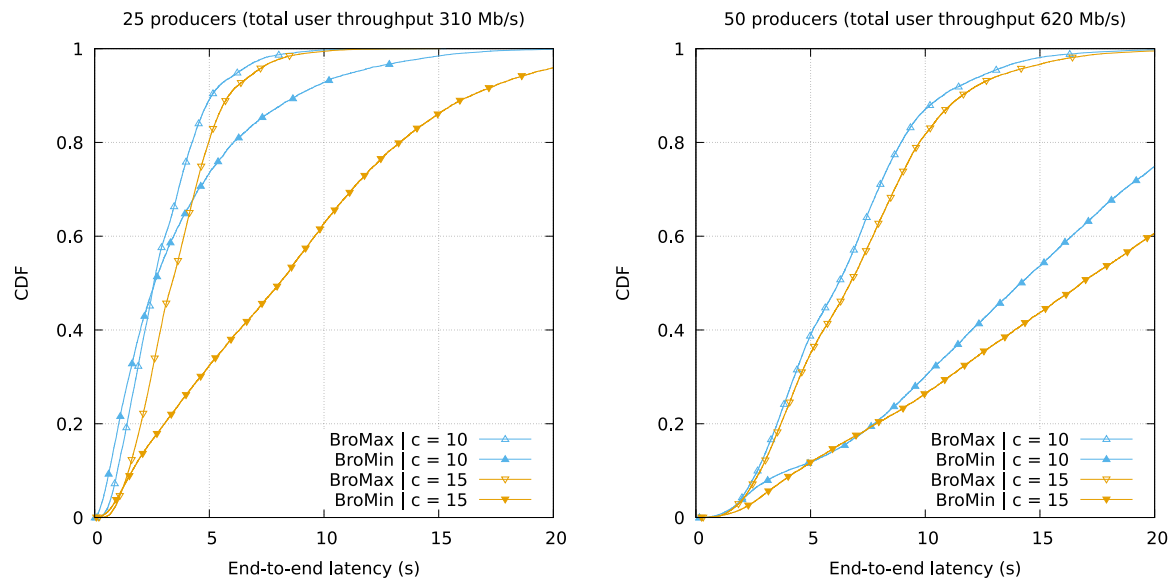 25 producers (total user throughput 310 Mb/s)
CDF
1
0.8
0.6
0.4
0.2
0
0 5 10 15 20
BroMax | c = 10
BroMin | c = 10
BroMax | c = 15
BroMin | c = 15
End-to-end latency (s)
50 producers (total user throughput 620 Mb/s)
CDF
1
0.8
0.6
0.4
0.2
0
0 5 10 15 20
BroMax | c = 10
BroMin | c = 10
BroMax | c = 15
BroMin | c = 15
End-to-end latency (s)